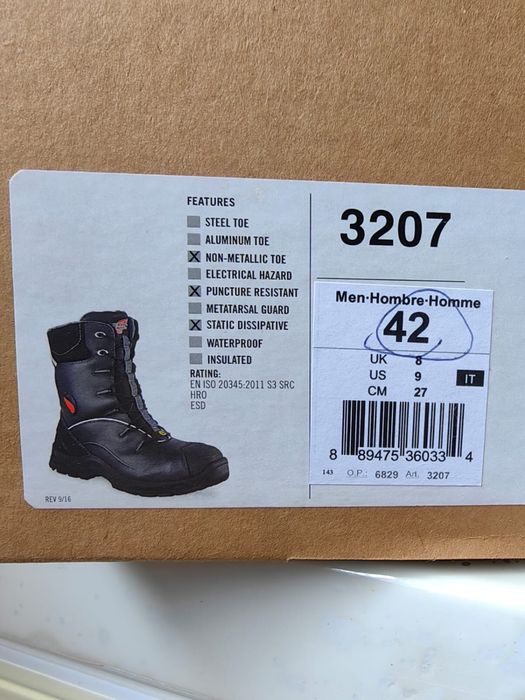 FEATURES
STEEL TOE
ALUMINUM TOE
X NON-METALLIC TOE
ELECTRICAL HAZARD
X PUNCTURE RESISTANT
METATARSAL GUARD
X STATIC DISSIPATIVE
WATERPROOF
INSULATED
RATING:
EN ISO 20345:2011 S3 SRC
HRO
ESD
REV 9/16
3207
Men·Hombre·Homme
42
UK 8
US 9
CM 27
IT
8 89475 36033 4
143 O.P.: 6829 Art. 3207